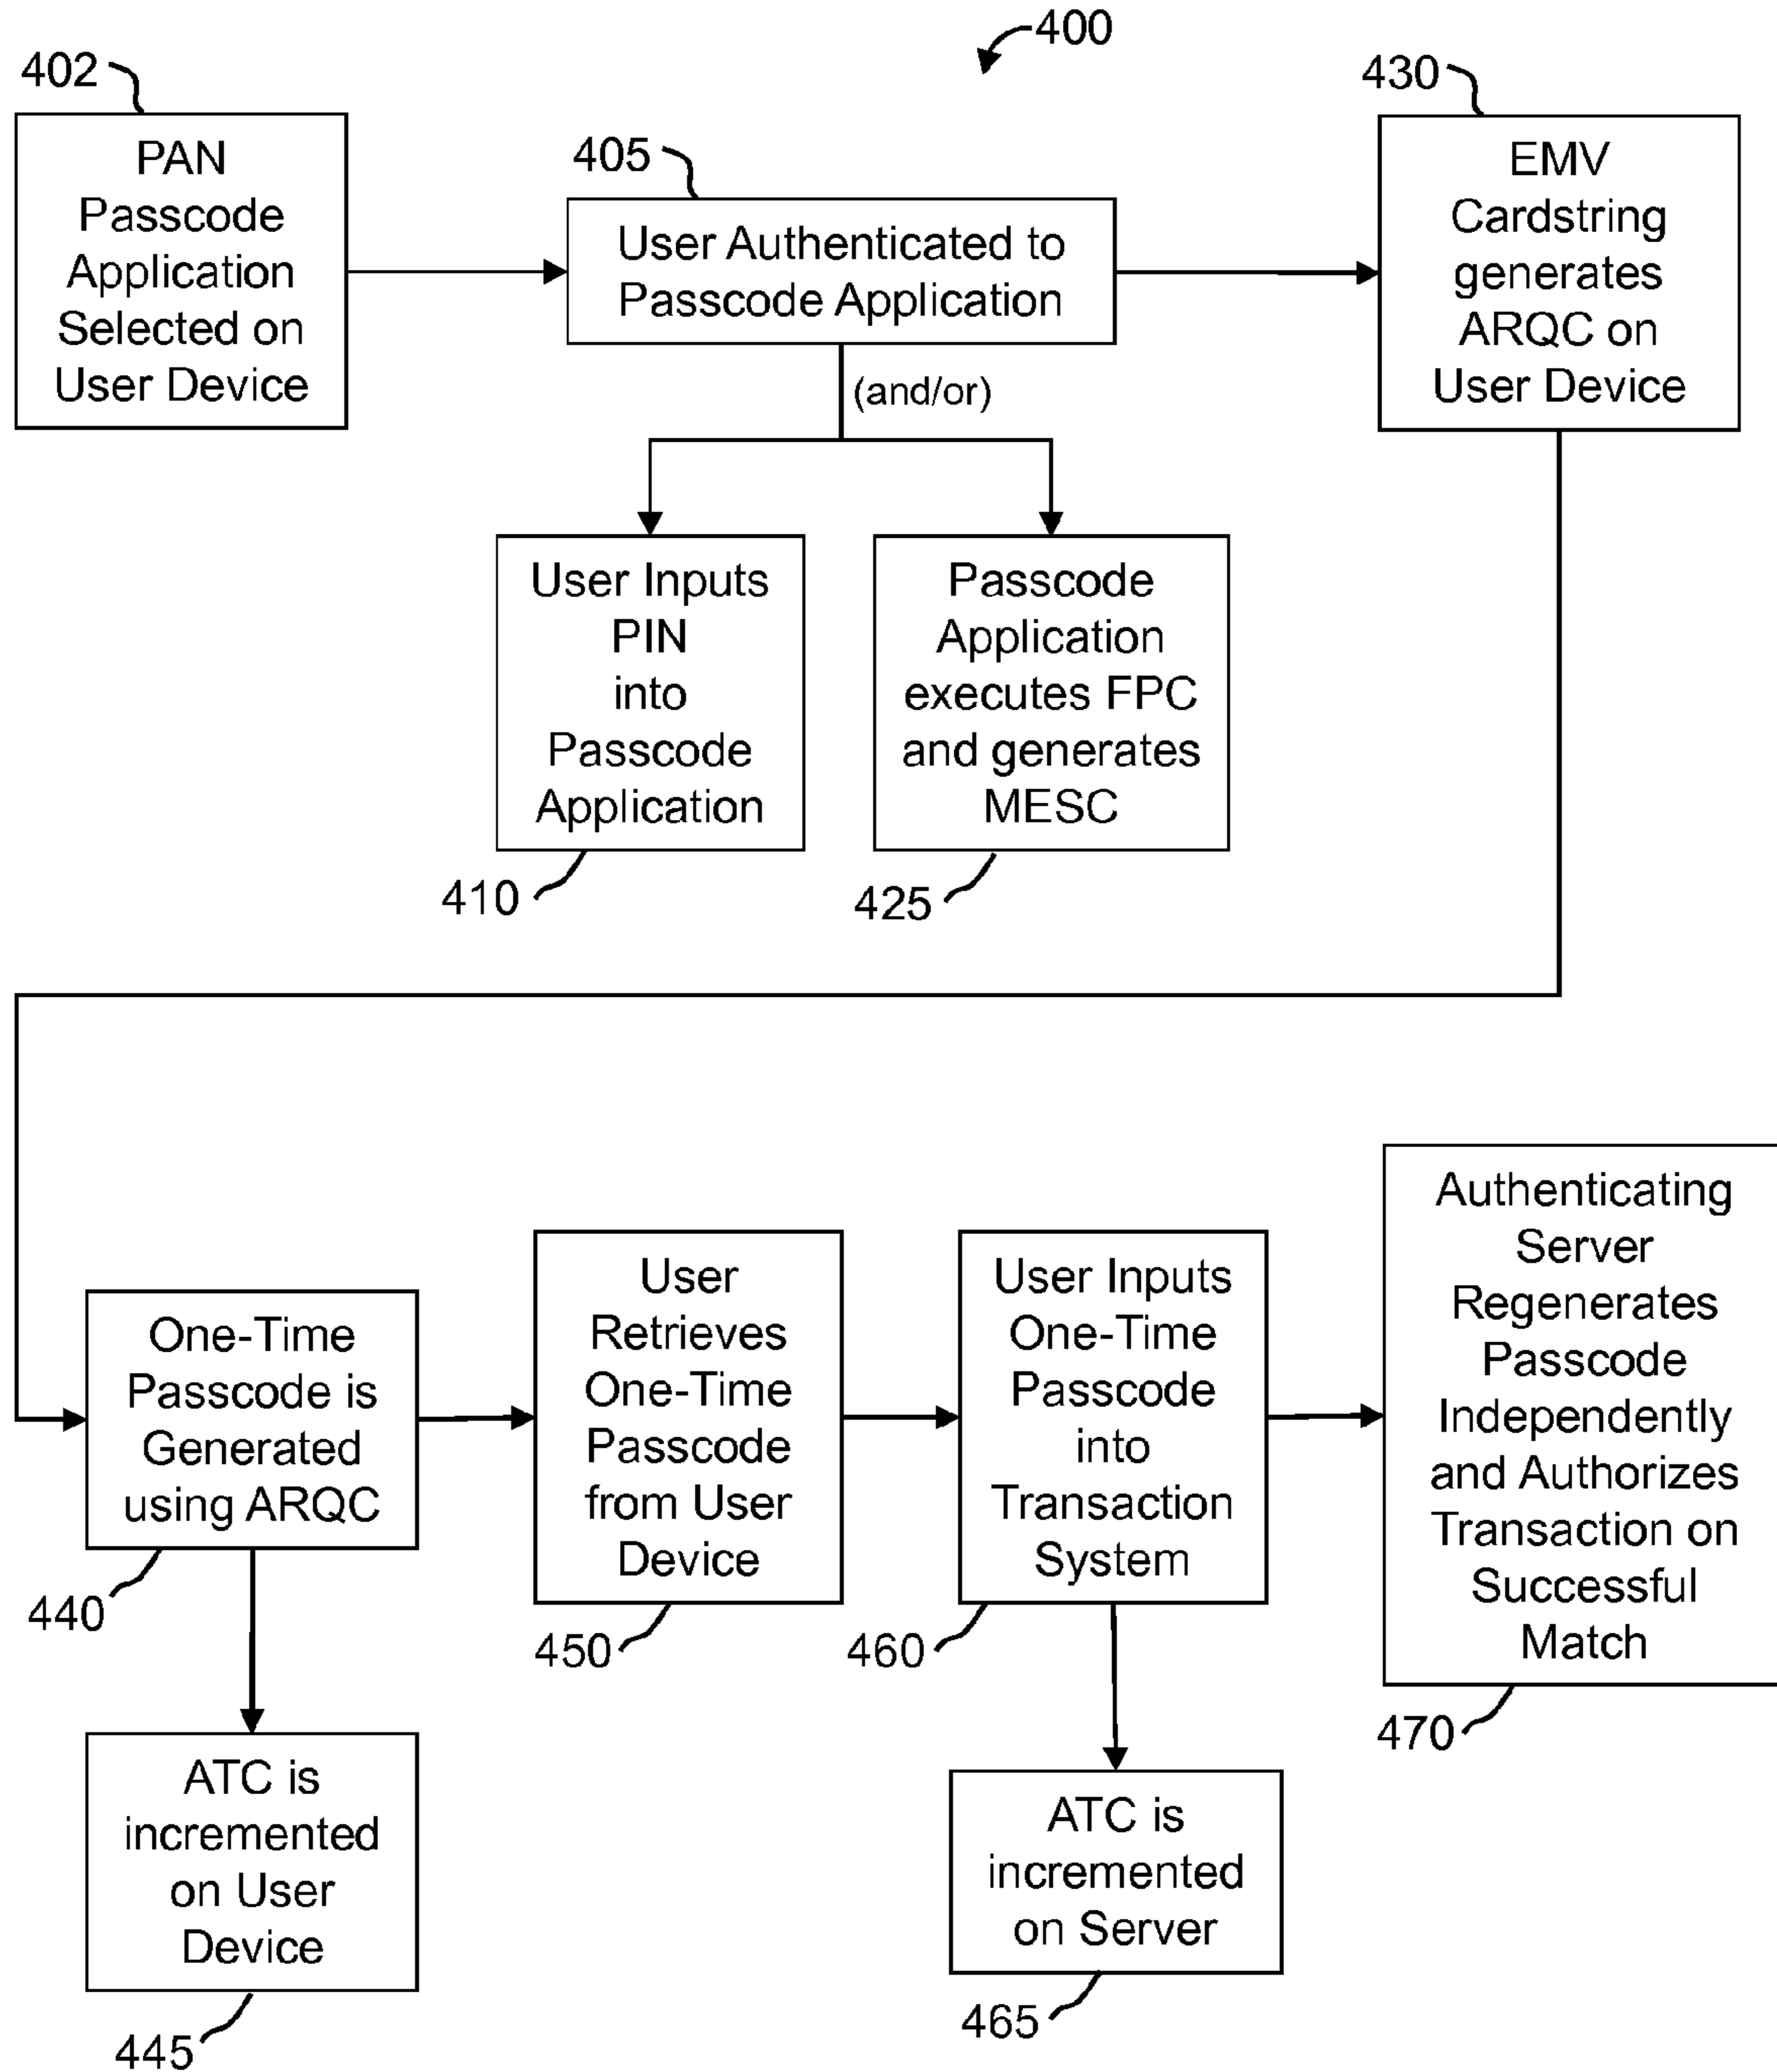 400
402
PAN
Passcode
Application
Selected on
User Device
405
User Authenticated to
Passcode Application
430
EMV
Cardstring
generates
ARQC on
User Device
(and/or)
User Inputs
PIN
into
Passcode
Application
410
Passcode
Application
executes FPC
and generates
MESC
425
One-Time
Passcode is
Generated
using ARQC
440
User
Retrieves
One-Time
Passcode
from User
Device
450
User Inputs
One-Time
Passcode
into
Transaction
System
460
Authenticating
Server
Regenerates
Passcode
Independently
and Authorizes
Transaction on
Successful
Match
470
ATC is
incremented
on User
Device
445
ATC is
incremented
on Server
465